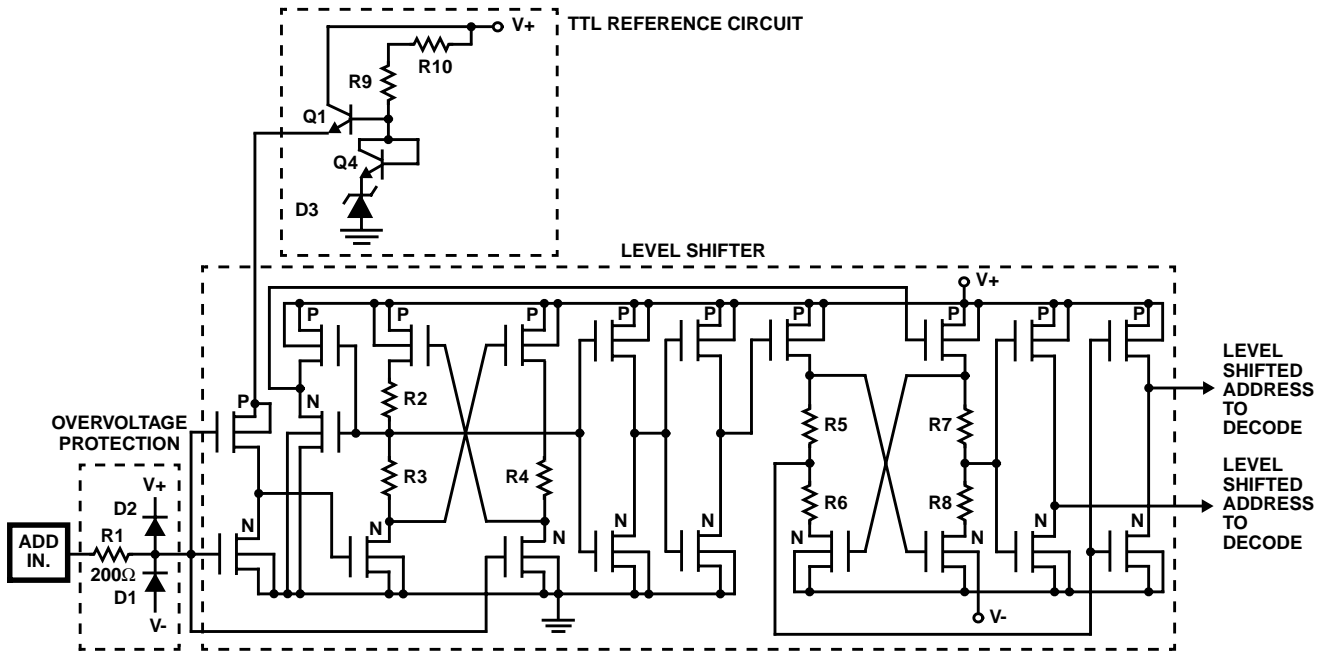 V+
TTL REFERENCE CIRCUIT
R10
R9
Q1
Q4
D3
LEVEL SHIFTER
V+
P
P
P
P
P
P
P
P
P
LEVEL
SHIFTED
ADDRESS
TO
DECODE
OVERVOLTAGE
PROTECTION
P
N
R2
R5
R7
R3
R4
V+
D2
R6
R8
LEVEL
SHIFTED
ADDRESS
TO
DECODE
ADD
IN.
R1
200Ω
D1
V-
N
N
N
N
N
N
N
N
N
V-